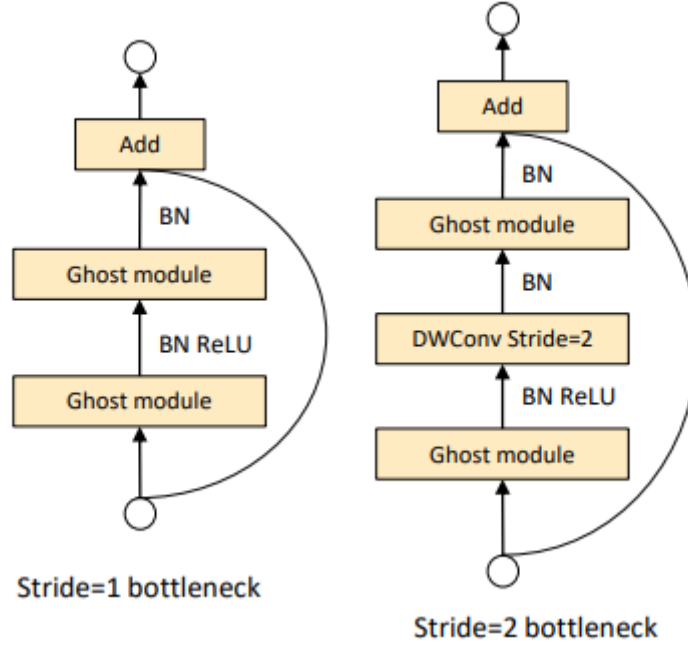 Add
BN
Ghost module
BN ReLU
Ghost module
Stride=1 bottleneck
Add
BN
Ghost module
BN
DWConv Stride=2
BN ReLU
Ghost module
Stride=2 bottleneck